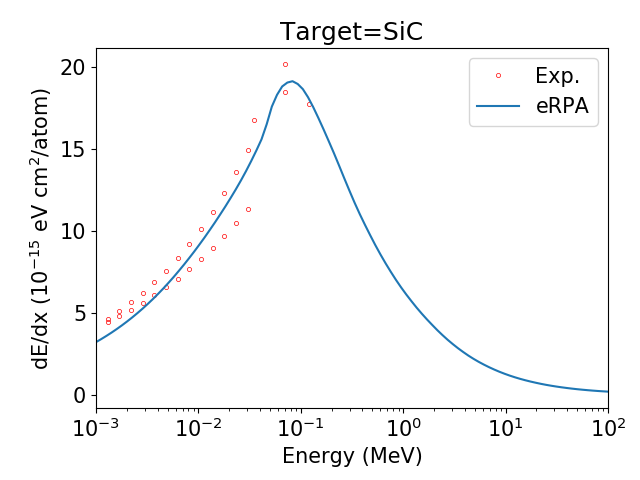 Target=SiC
Exp.
eRPA
dE/dx (10⁻¹⁵ eV cm²/atom)
20
15
10
5
0
10⁻³ 10⁻² 10⁻¹ 10⁰ 10¹ 10²
Energy (MeV)